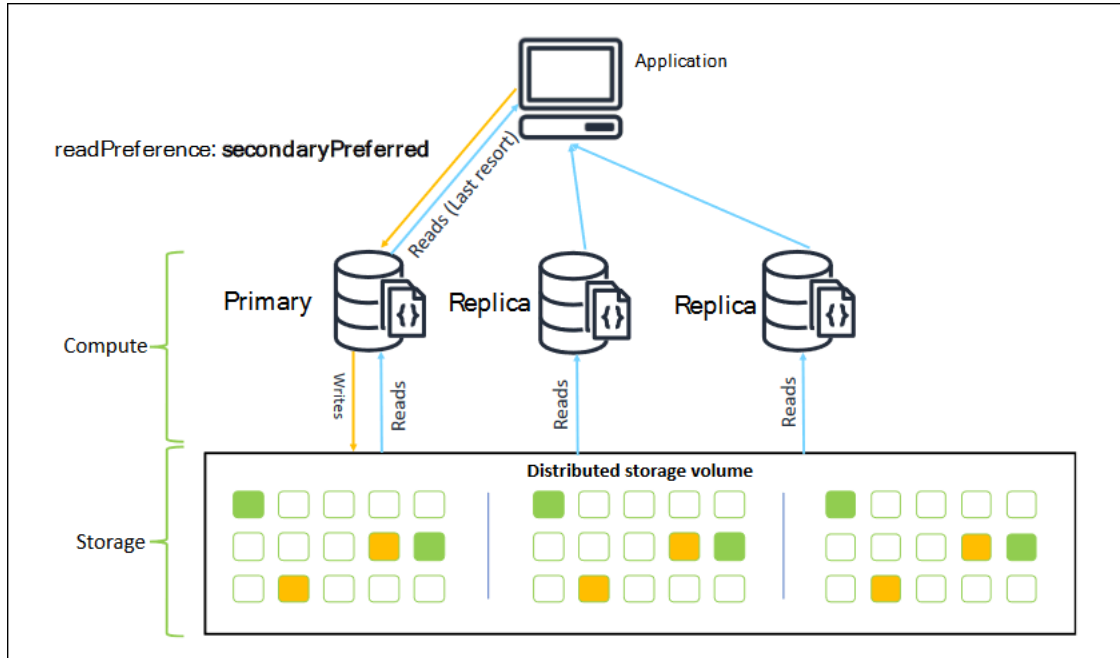 Application
readPreference: secondaryPreferred
Reads (Last resort)
Primary
Replica
Replica
{}
{}
{}
Compute
Writes
Reads
Reads
Reads
Distributed storage volume
Storage